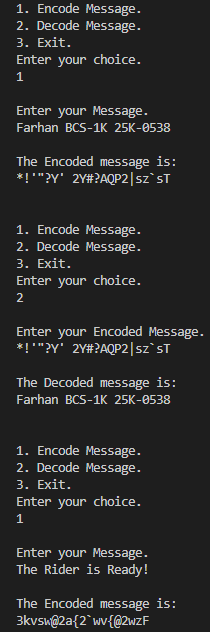 1. Encode Message.
2. Decode Message.
3. Exit.
Enter your choice.
1
Enter your Message.
Farhan BCS-1K 25K-0538
The Encoded message is:
*!'"?Y' 2Y#?AQP2|sz`sT
1. Encode Message.
2. Decode Message.
3. Exit.
Enter your choice.
2
Enter your Encoded Message.
*!'"?Y' 2Y#?AQP2|sz`sT
The Decoded message is:
Farhan BCS-1K 25K-0538
1. Encode Message.
2. Decode Message.
3. Exit.
Enter your choice.
1
Enter your Message.
The Rider is Ready!
The Encoded message is:
3kvsw@2a{2`wv{@2wzF